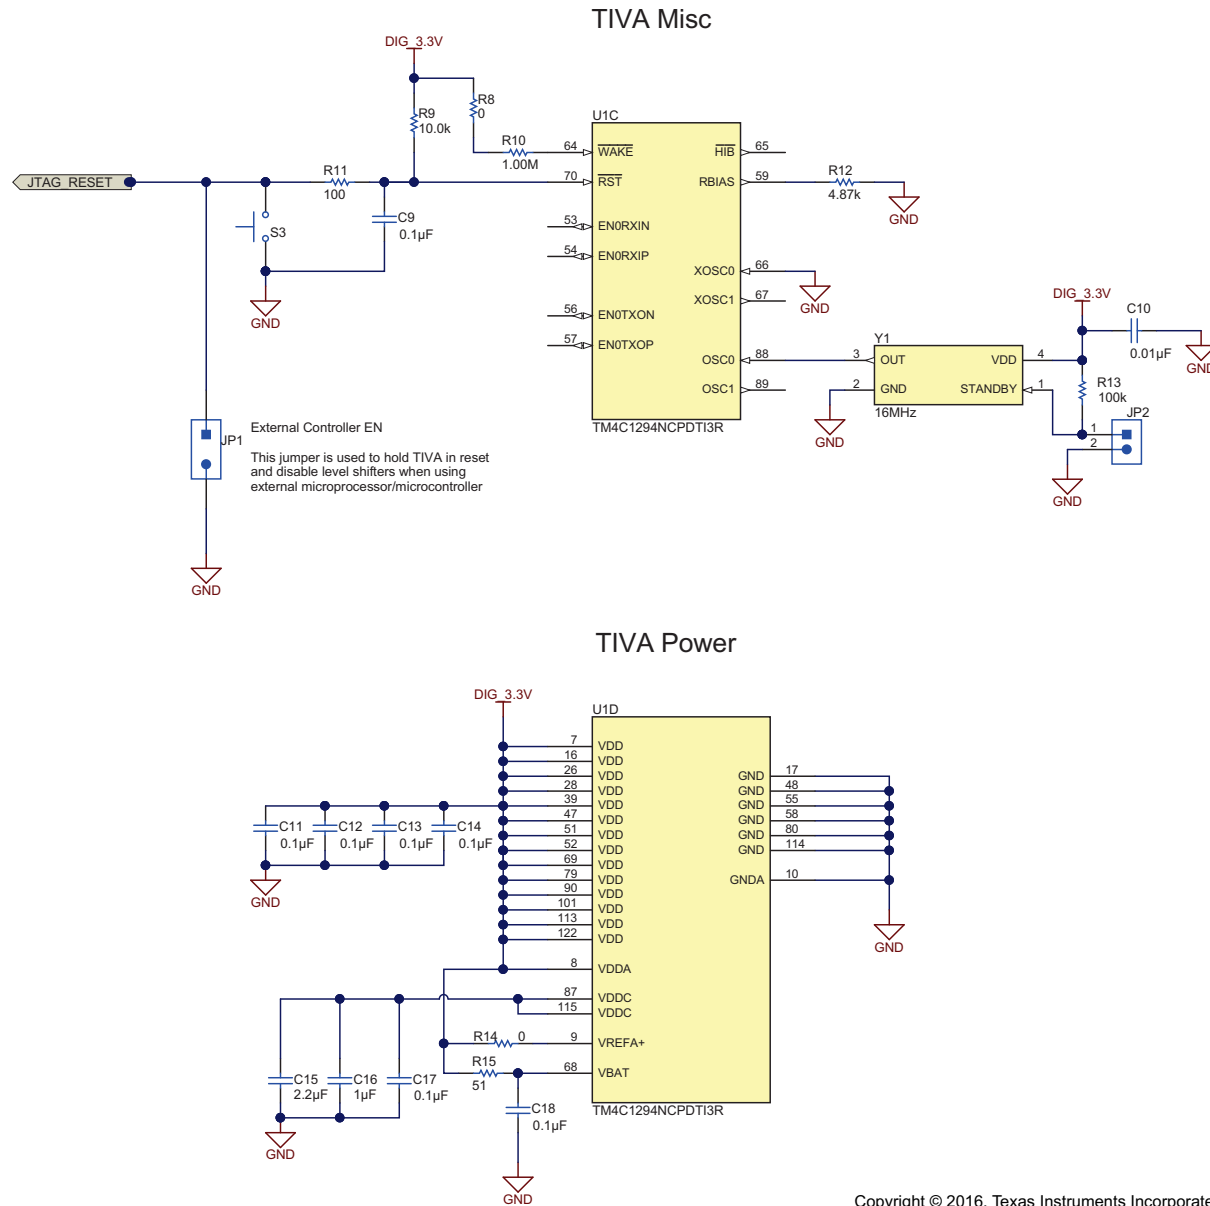 TIVA Misc
DIG_3.3V
R9
10.0k
R8
0
R10
1.00M
U1C
64
WAKE
HIB
65
JTAG_RESET
R11
100
70
RST
RBIAS
59
R12
4.87k
GND
C9
0.1µF
S3
GND
53
EN0RXIN
54
EN0RXIP
XOSC0
66
GND
XOSC1
67
56
EN0TXON
57
EN0TXOP
OSC0
88
OSC1
89
TM4C1294NCPDTI3R
Y1
3
OUT
VDD
4
2
GND
STANDBY
1
16MHz
GND
DIG_3.3V
C10
0.01µF
GND
R13
100k
JP2
1
2
GND
JP1
External Controller EN
This jumper is used to hold TIVA in reset
and disable level shifters when using
external microprocessor/microcontroller
GND
TIVA Power
DIG_3.3V
U1D
7
VDD
16
VDD
26
VDD
28
VDD
39
VDD
47
VDD
51
VDD
52
VDD
69
VDD
79
VDD
90
VDD
101
VDD
113
VDD
122
VDD
8
VDDA
87
VDDC
115
VDDC
9
VREFA+
68
VBAT
GND
17
GND
48
GND
55
GND
58
GND
80
GND
114
GNDA
10
GND
TM4C1294NCPDTI3R
C11
0.1µF
C12
0.1µF
C13
0.1µF
C14
0.1µF
GND
R14
0
R15
51
C15
2.2µF
C16
1µF
C17
0.1µF
GND
C18
0.1µF
GND
Copyright © 2016, Texas Instruments Incorporate